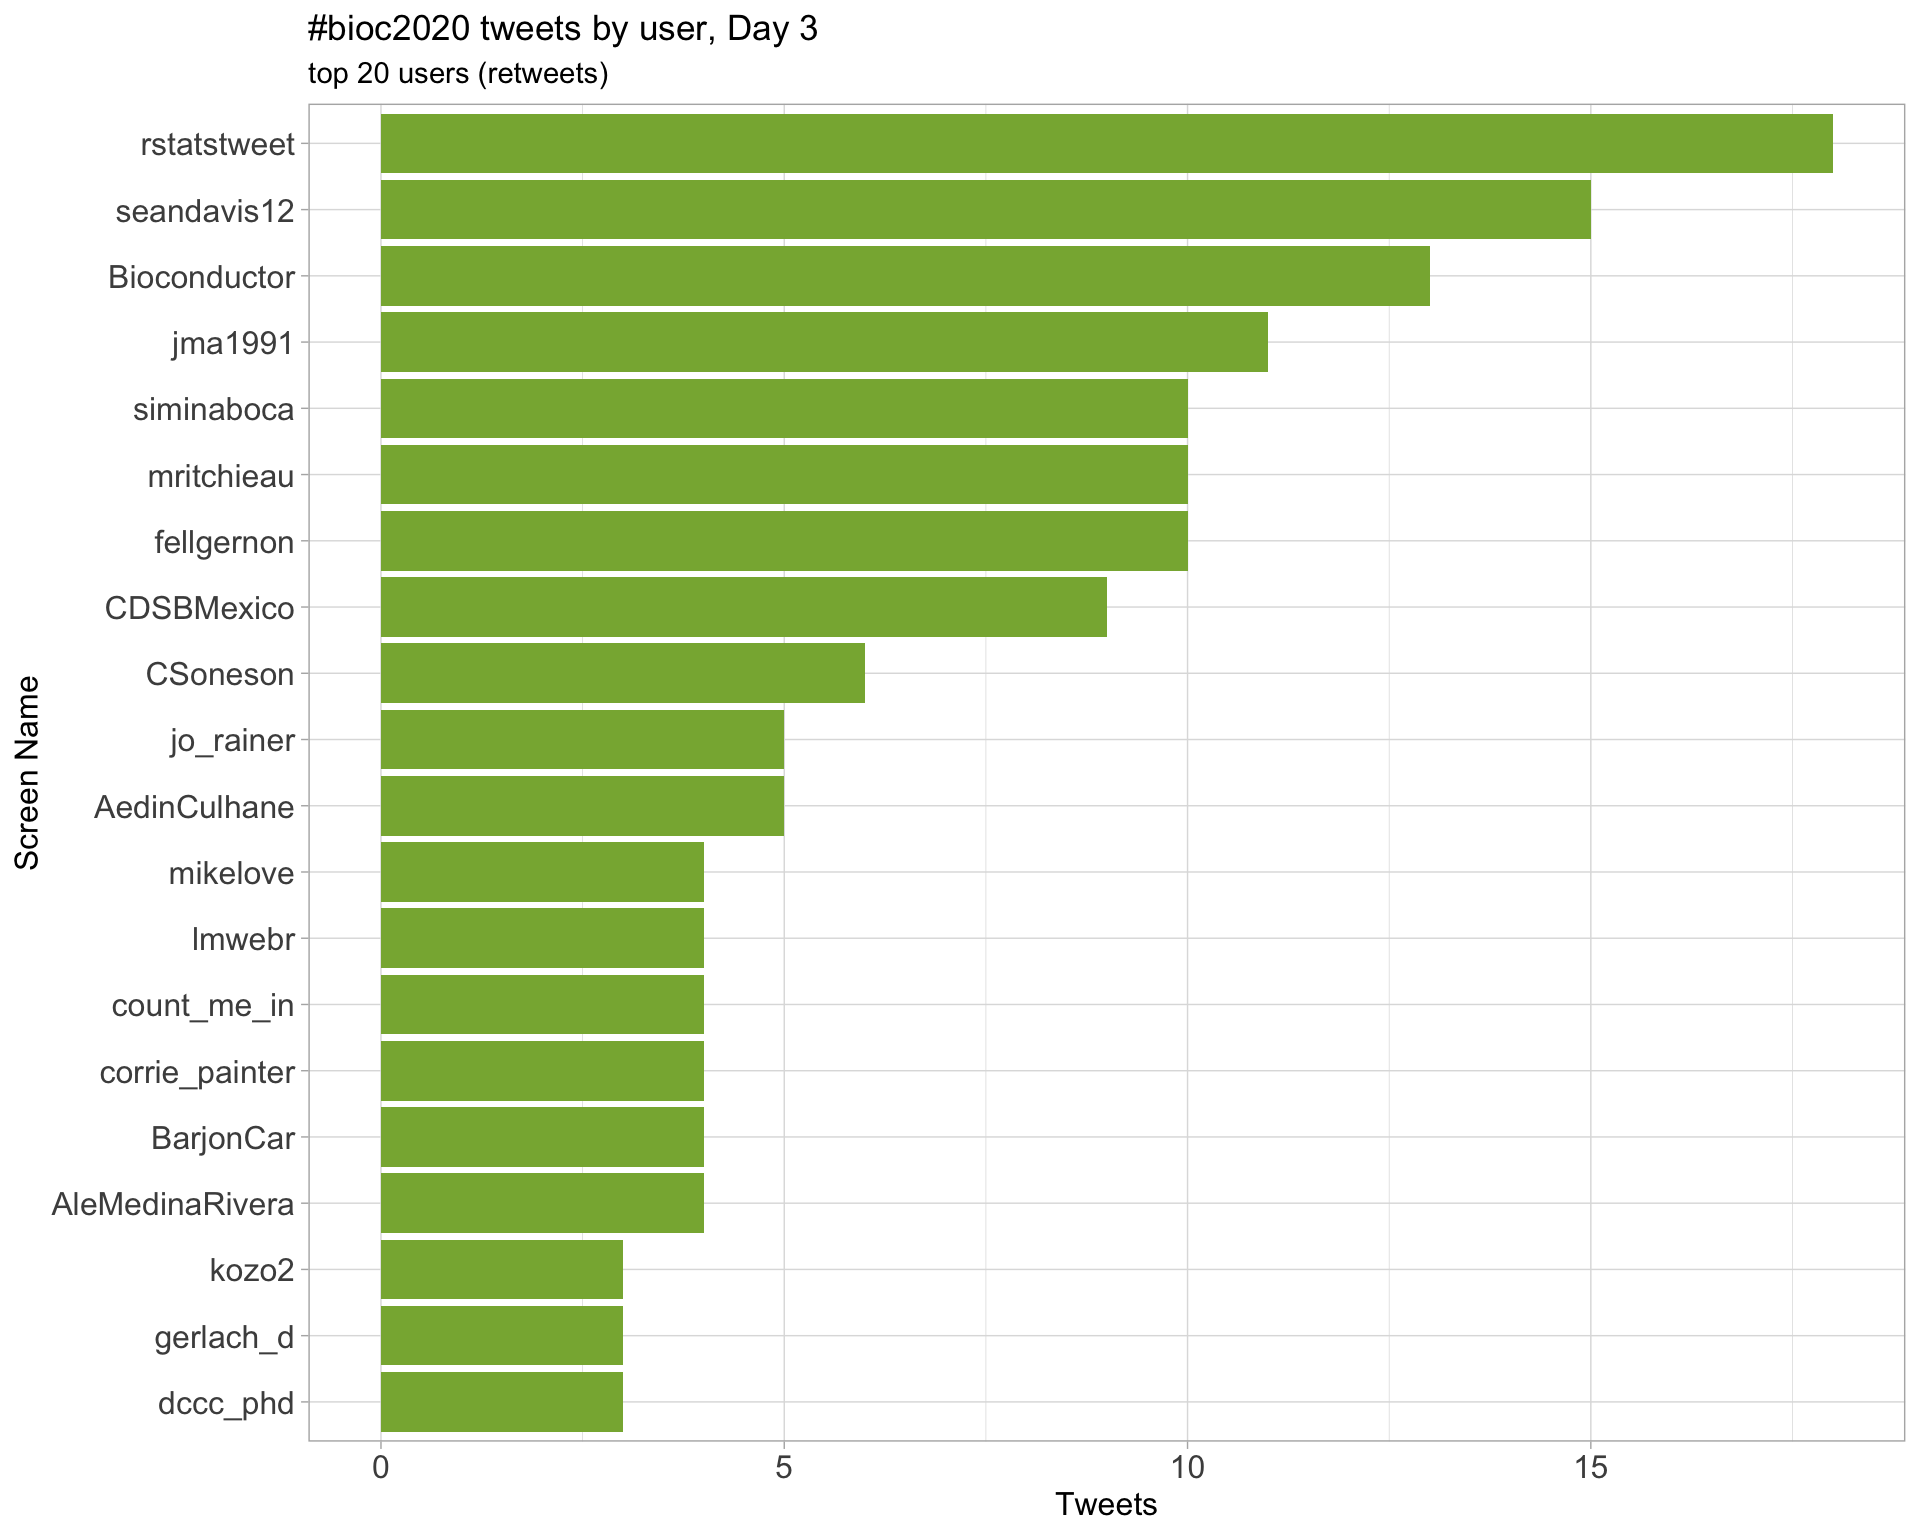 #bioc2020 tweets by user, Day 3
top 20 users (retweets)
rstatstweet
seandavis12
Bioconductor
jma1991
siminaboca
mritchieau
fellgernon
CDSBMexico
CSoneson
jo_rainer
AedinCulhane
mikelove
lmwebr
count_me_in
corrie_painter
BarjonCar
AleMedinaRivera
kozo2
gerlach_d
dccc_phd
Screen Name
0 5 10 15
Tweets